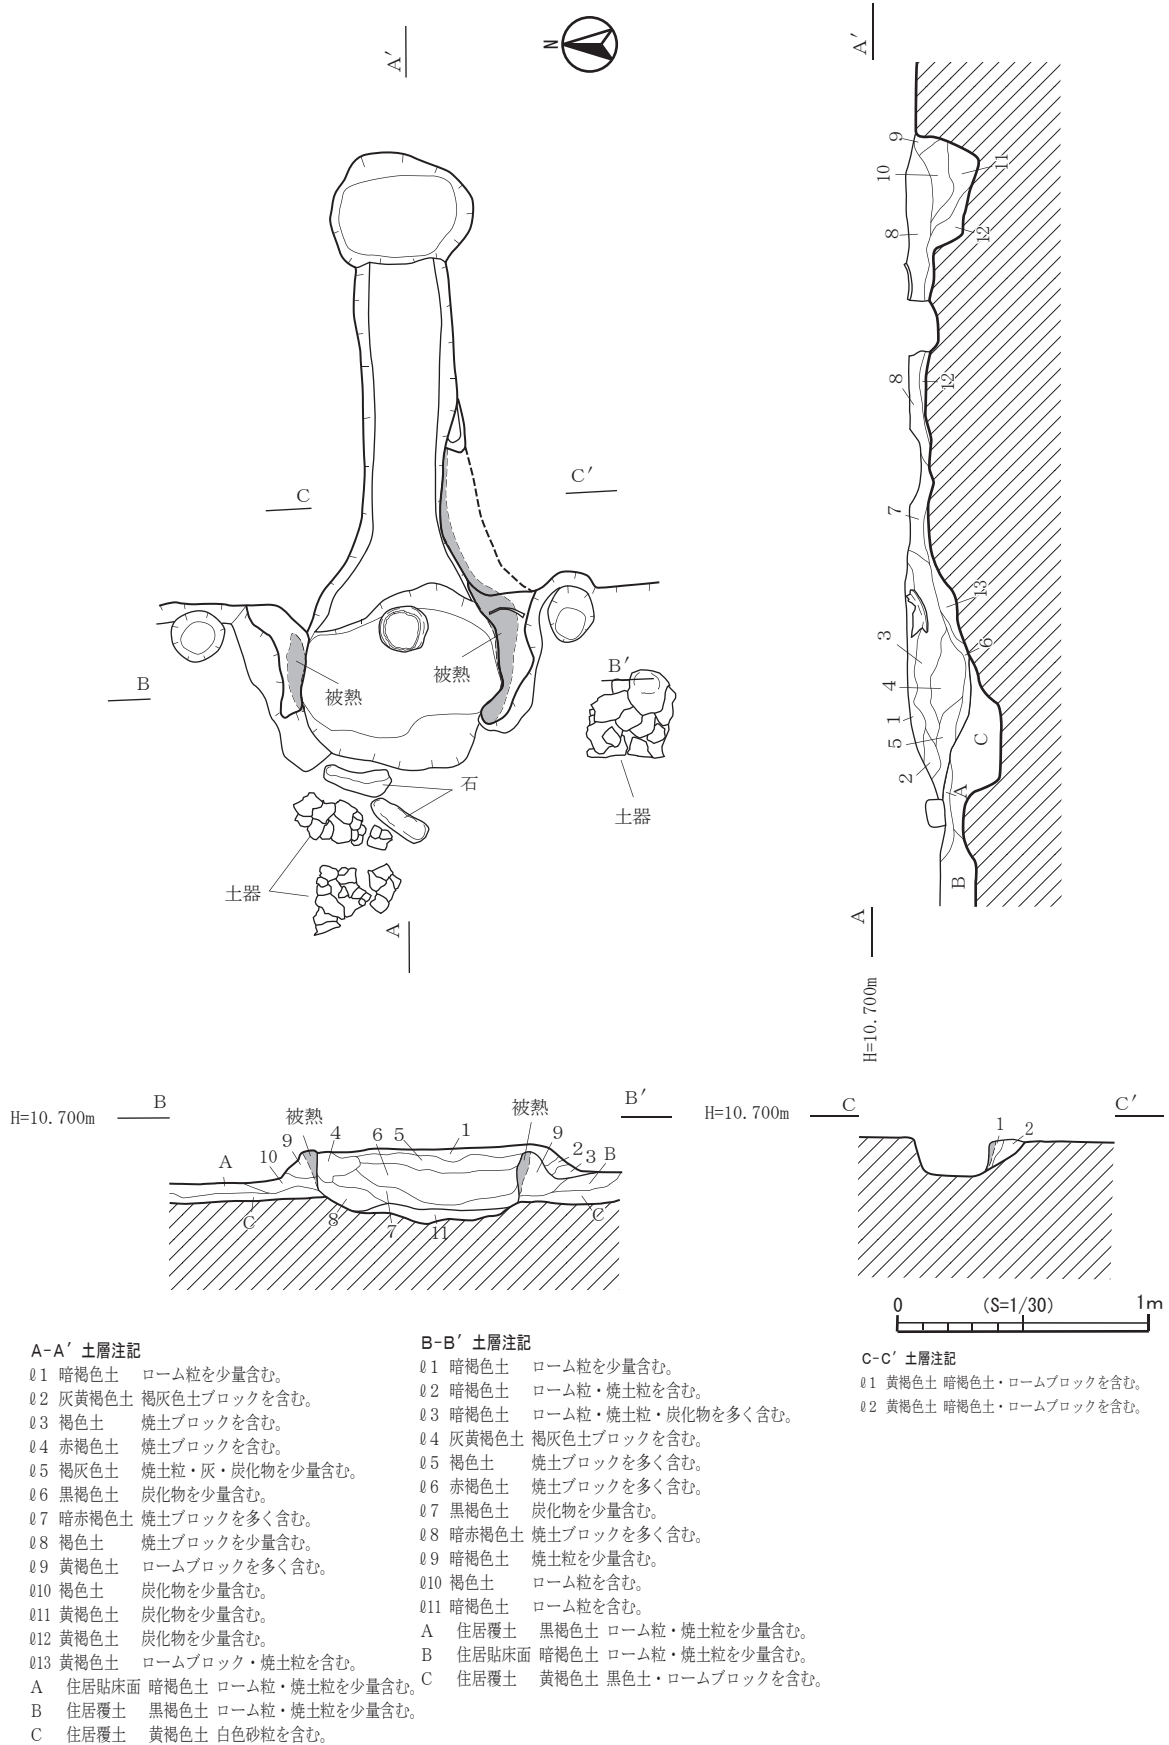 A′
N
A′
9
10
11
8
12
C
C′
8
12
7
13
3
6
B
被熱
被熱
B′
4
1
C
5
2
A
石
土器
土器
B
A
A
H=10.700m
H=10.700m
B
B′
H=10.700m
C
C′
被熱
被熱
9
4
6
5
1
9
2
3
B
A
10
C
8
7
11
C
1
2
0
(S=1/30)
1m
A-A′ 土層注記
ℓ1 暗褐色土 ローム粒を少量含む。
ℓ2 灰黄褐色土 褐灰色土ブロックを含む。
ℓ3 褐色土 焼土ブロックを含む。
ℓ4 赤褐色土 焼土ブロックを含む。
ℓ5 褐灰色土 焼土粒・灰・炭化物を少量含む。
ℓ6 黒褐色土 炭化物を少量含む。
ℓ7 暗赤褐色土 焼土ブロックを多く含む。
ℓ8 褐色土 焼土ブロックを少量含む。
ℓ9 黄褐色土 ロームブロックを多く含む。
ℓ10 褐色土 炭化物を少量含む。
ℓ11 黄褐色土 炭化物を少量含む。
ℓ12 黄褐色土 炭化物を少量含む。
ℓ13 黄褐色土 ロームブロック・焼土粒を含む。
A 住居貼床面 暗褐色土 ローム粒・焼土粒を少量含む。
B 住居覆土 黒褐色土 ローム粒・焼土粒を少量含む。
C 住居覆土 黄褐色土 白色砂粒を含む。
B-B′ 土層注記
ℓ1 暗褐色土 ローム粒を少量含む。
ℓ2 暗褐色土 ローム粒・焼土粒を含む。
ℓ3 暗褐色土 ローム粒・焼土粒・炭化物を多く含む。
ℓ4 灰黄褐色土 褐灰色土ブロックを含む。
ℓ5 褐色土 焼土ブロックを多く含む。
ℓ6 赤褐色土 焼土ブロックを多く含む。
ℓ7 黒褐色土 炭化物を少量含む。
ℓ8 暗赤褐色土 焼土ブロックを多く含む。
ℓ9 暗褐色土 焼土粒を少量含む。
ℓ10 褐色土 ローム粒を含む。
ℓ11 暗褐色土 ローム粒を含む。
A 住居覆土 黒褐色土 ローム粒・焼土粒を少量含む。
B 住居貼床面 暗褐色土 ローム粒・焼土粒を少量含む。
C 住居覆土 黄褐色土 黒色土・ロームブロックを含む。
C-C′ 土層注記
ℓ1 黄褐色土 暗褐色土・ロームブロックを含む。
ℓ2 黄褐色土 暗褐色土・ロームブロックを含む。